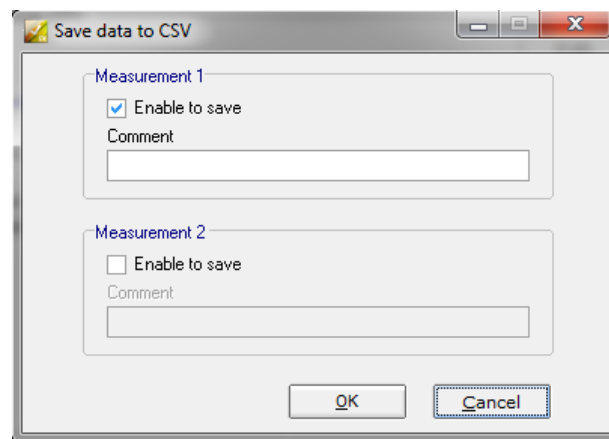 Save data to CSV
Measurement 1
Enable to save
Comment
Measurement 2
Enable to save
Comment
OK
Cancel